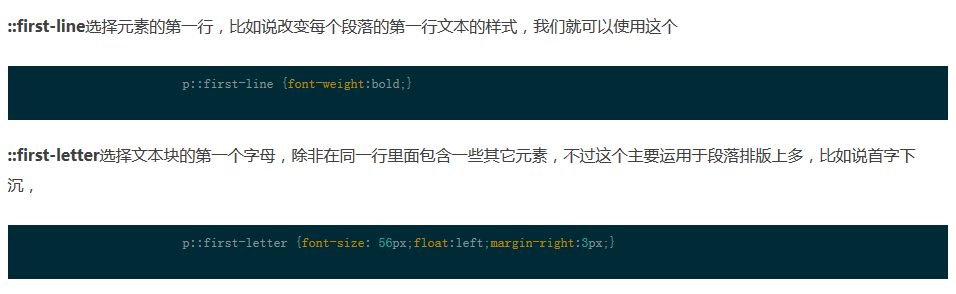 ::first-line选择元素的第一行，比如说改变每个段落的第一行文本的样式，我们就可以使用这个
p::first-line {font-weight:bold;}
::first-letter选择文本块的第一个字母，除非在同一行里面包含一些其它元素，不过这个主要运用于段落排版上多，比如说首字下
沉，
p::first-letter {font-size: 56px;float:left;margin-right:3px;}